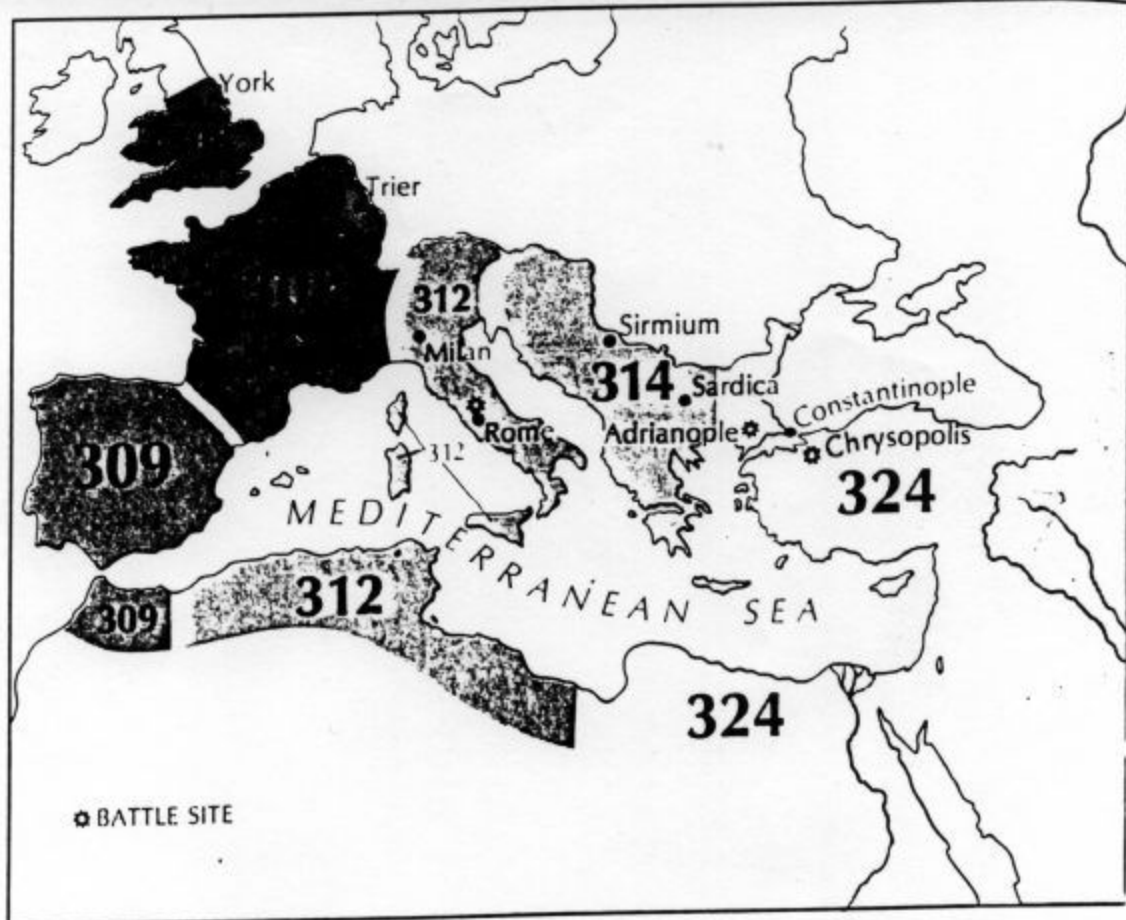 York
Trier
312
Milan
Sirmium
314
Sardica
Constantinople
Rome
Adrianople
Chrysopolis
309
312
324
MEDITERRANEAN SEA
312
309
324
BATTLE SITE